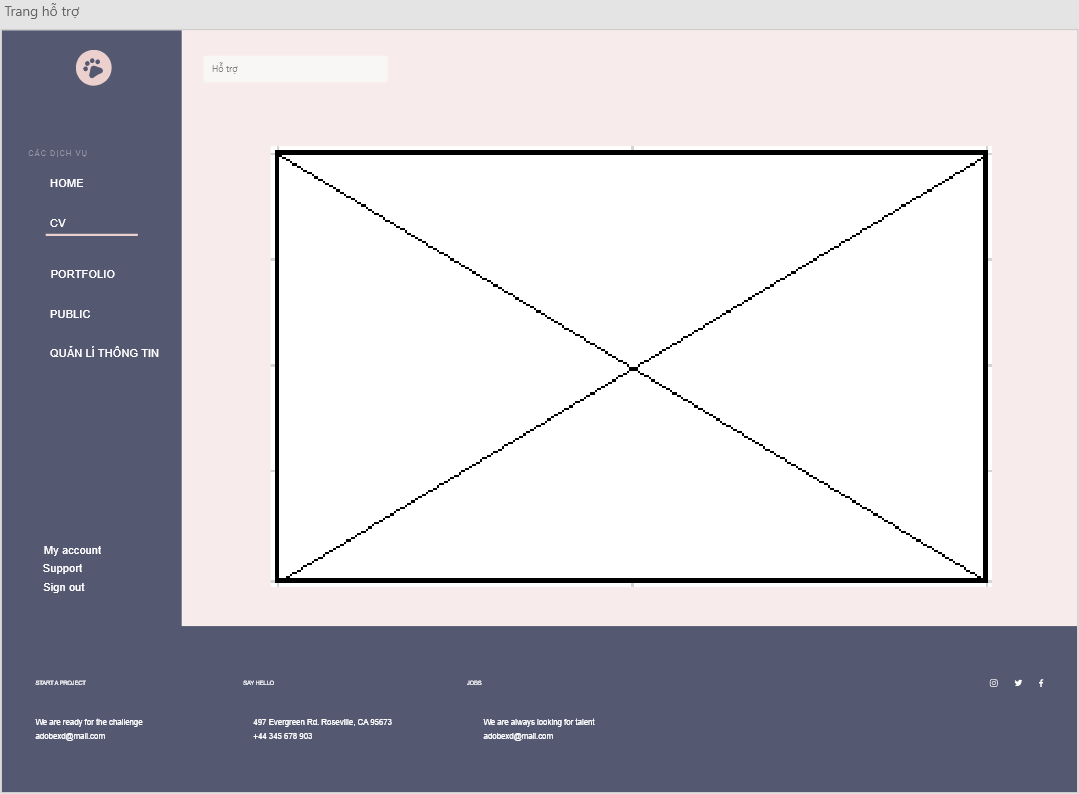 Trang hỗ trợ
Hỗ trợ
CÁC DỊCH VỤ
HOME
CV
PORTFOLIO
PUBLIC
QUẢN LÍ THÔNG TIN
My account
Support
Sign out
START A PROJECT
We are ready for the challenge
adobexd@mail.com
SAY HELLO
497 Evergreen Rd. Roseville, CA 95673
+44 345 678 903
JOBS
We are always looking for talent
adobexd@mail.com